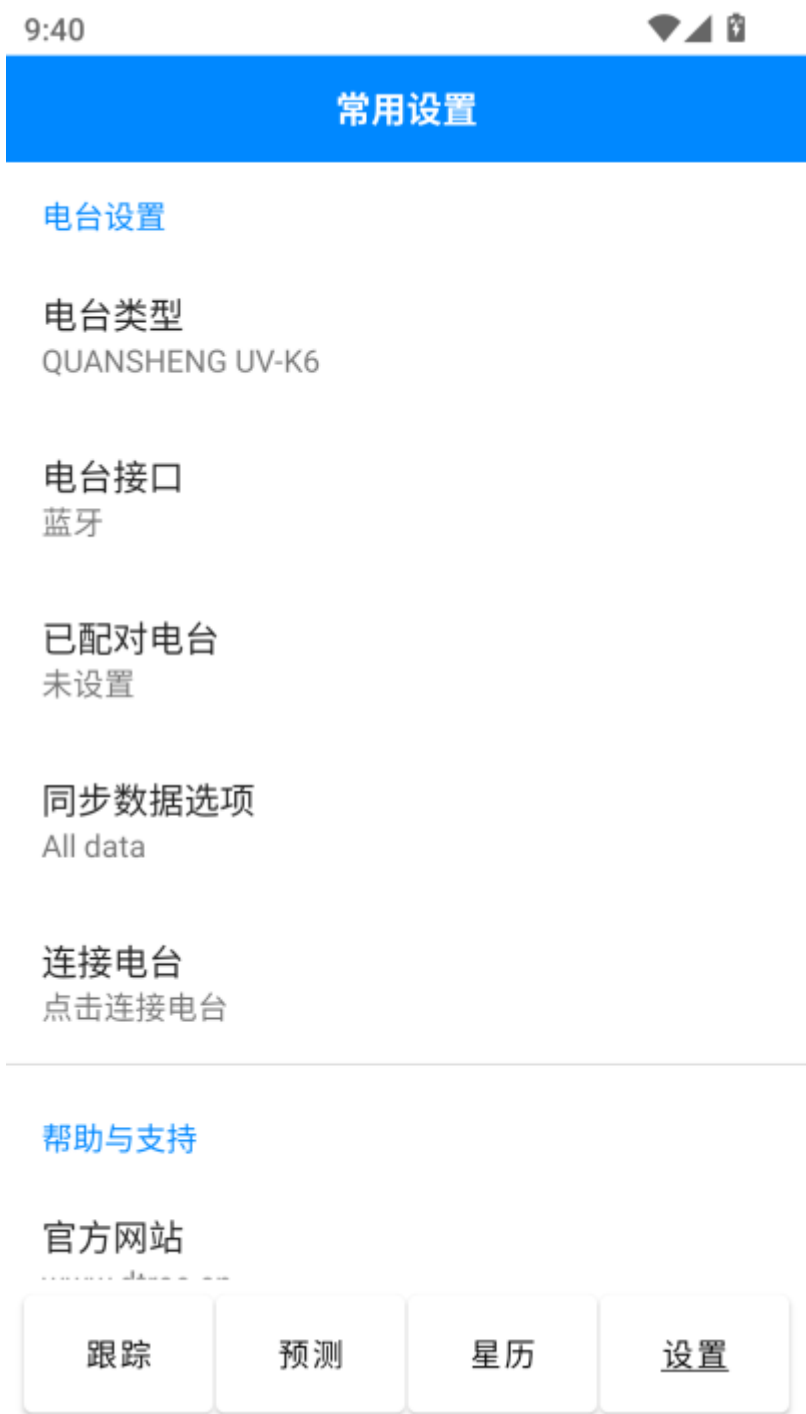 9:40
常用设置
电台设置
电台类型
QUANSHENG UV-K6
电台接口
蓝牙
已配对电台
未设置
同步数据选项
All data
连接电台
点击连接电台
帮助与支持
官方网站
跟踪 预测 星历 设置